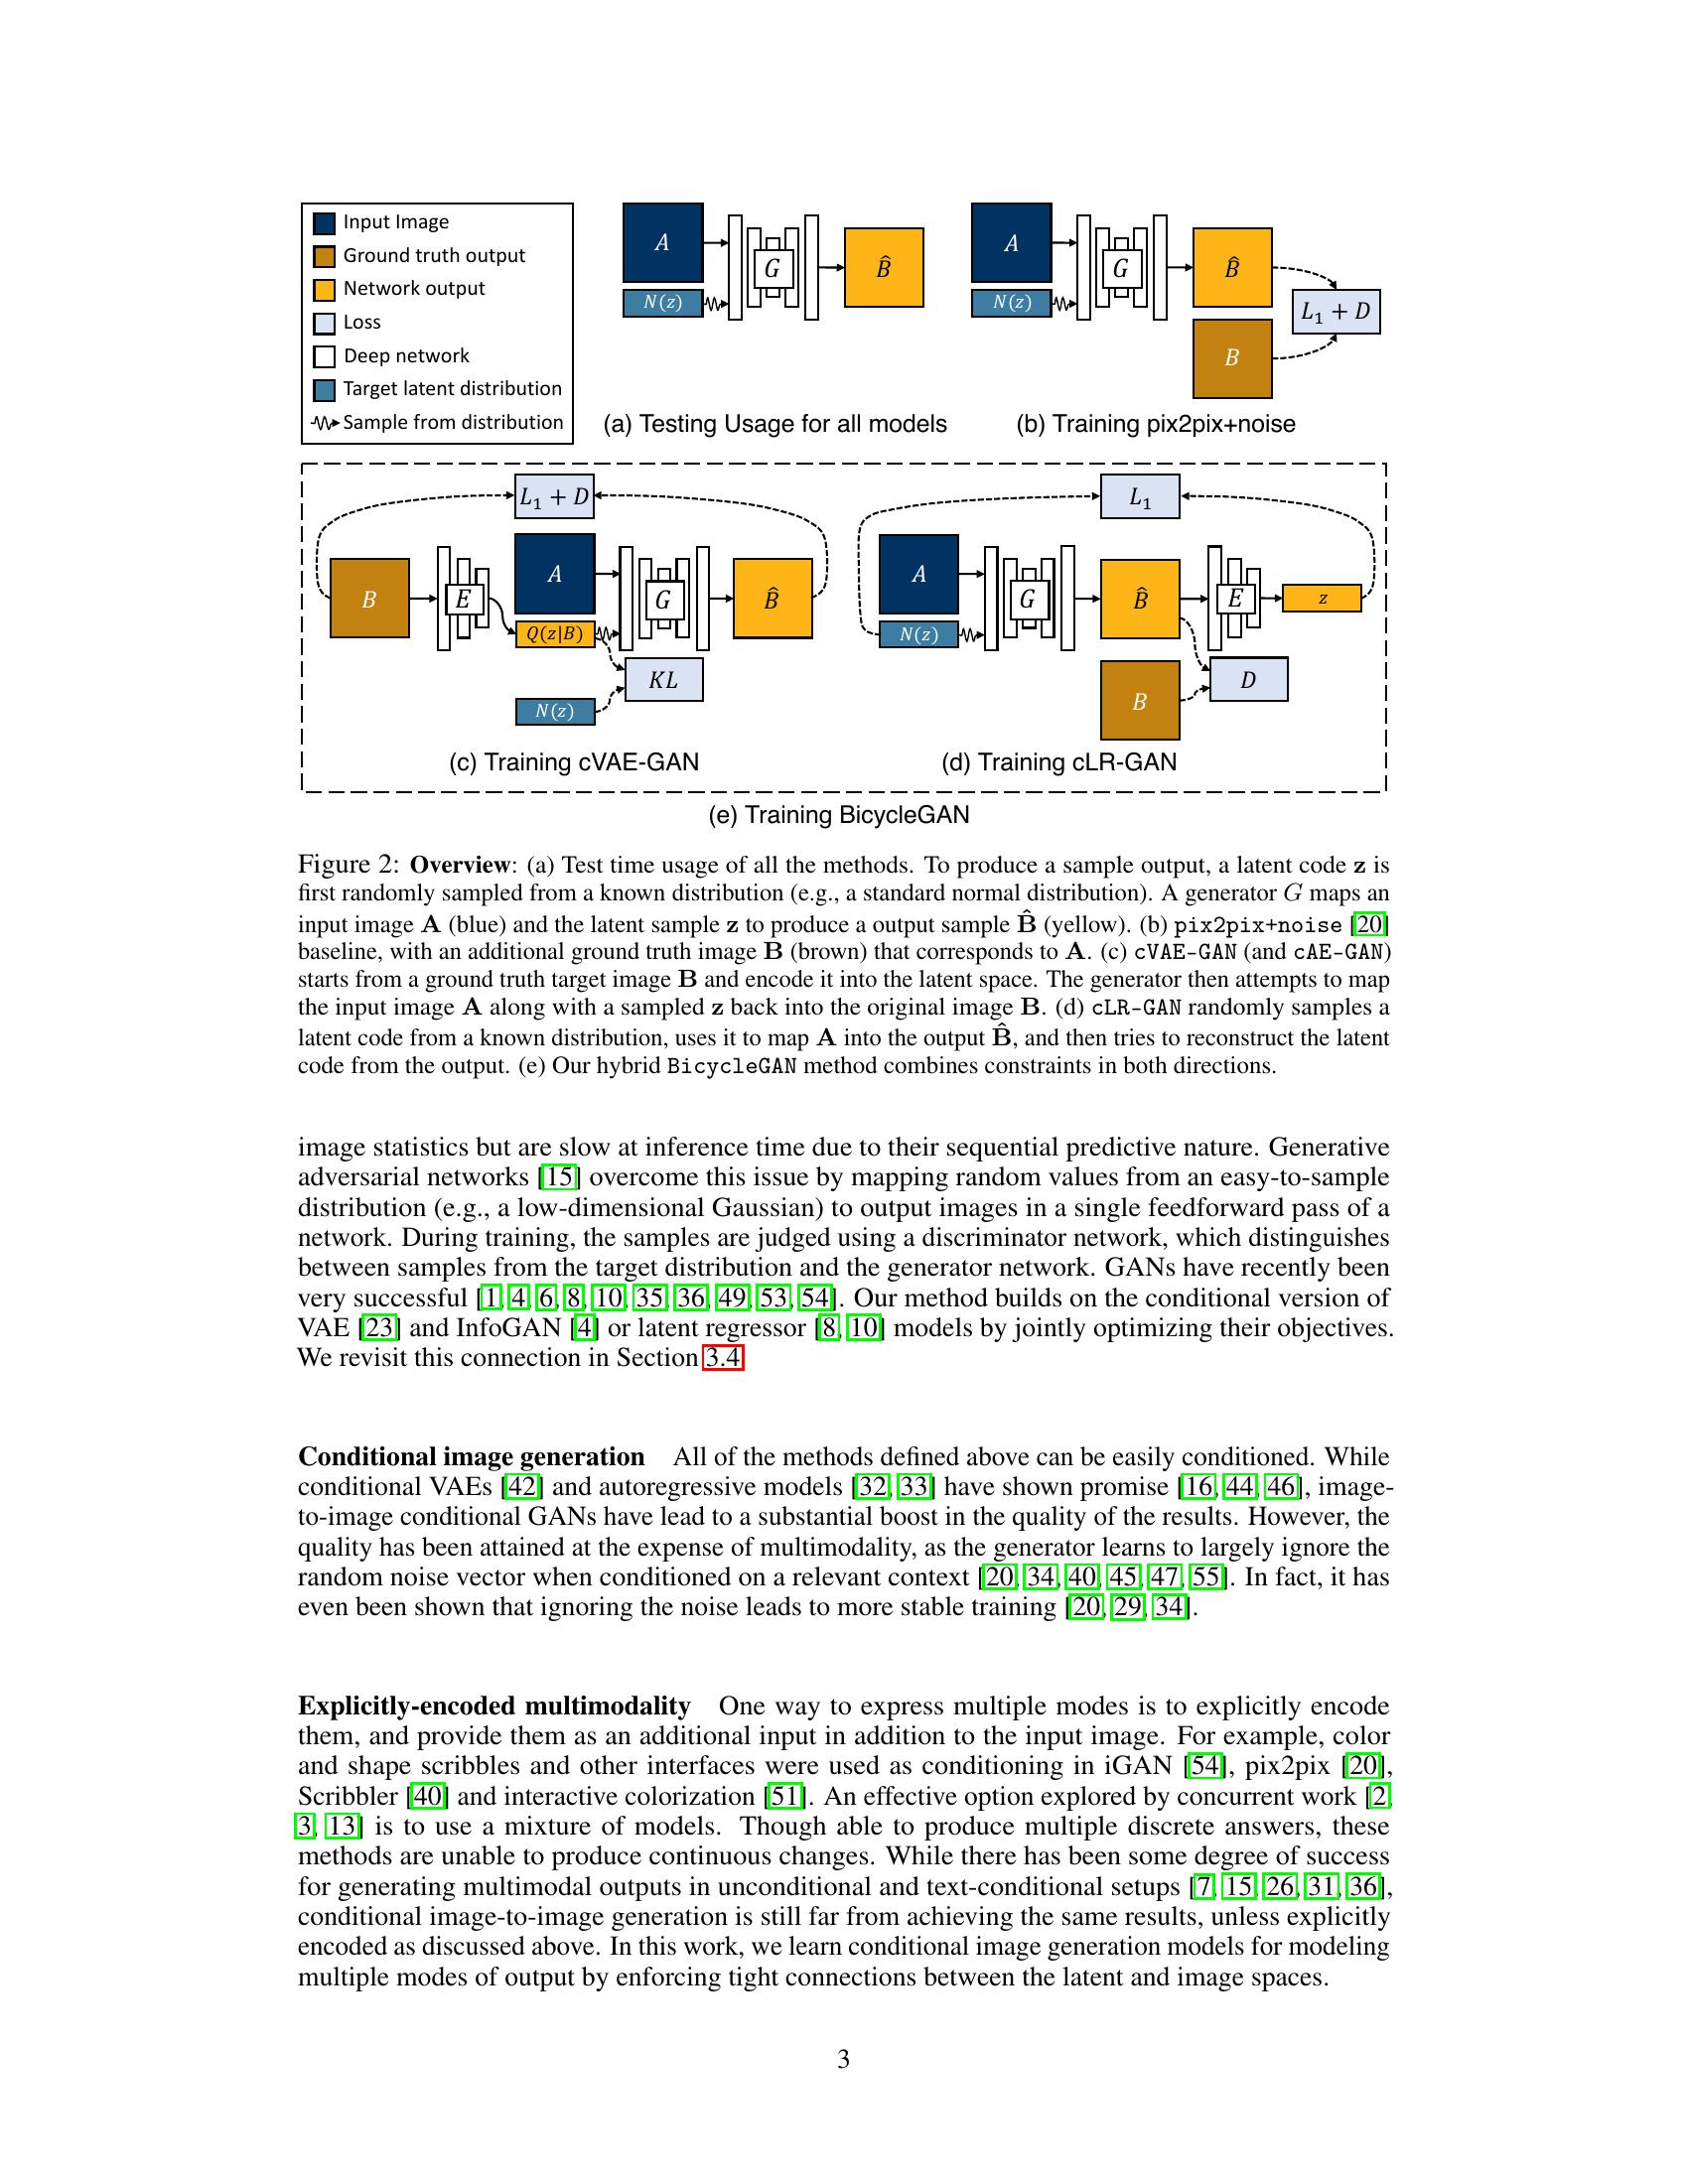 Input Image
Ground truth output
Network output
Loss
Deep network
Target latent distribution
Sample from distribution
A
N(z)
G
B̂
(a) Testing Usage for all models
A
N(z)
G
B̂
B
L₁ + D
(b) Training pix2pix+noise
L₁ + D
B
E
A
Q(z|B)
G
B̂
KL
N(z)
(c) Training cVAE-GAN
L₁
A
N(z)
G
B̂
E
z
B
D
(d) Training cLR-GAN
(e) Training BicycleGAN
Figure 2: Overview: (a) Test time usage of all the methods. To produce a sample output, a latent code z is
first randomly sampled from a known distribution (e.g., a standard normal distribution). A generator G maps an
input image A (blue) and the latent sample z to produce a output sample B̂ (yellow). (b) pix2pix+noise [20]
baseline, with an additional ground truth image B (brown) that corresponds to A. (c) cVAE-GAN (and cAE-GAN)
starts from a ground truth target image B and encode it into the latent space. The generator then attempts to map
the input image A along with a sampled z back into the original image B. (d) cLR-GAN randomly samples a
latent code from a known distribution, uses it to map A into the output B̂, and then tries to reconstruct the latent
code from the output. (e) Our hybrid BicycleGAN method combines constraints in both directions.
image statistics but are slow at inference time due to their sequential predictive nature. Generative
adversarial networks [15] overcome this issue by mapping random values from an easy-to-sample
distribution (e.g., a low-dimensional Gaussian) to output images in a single feedforward pass of a
network. During training, the samples are judged using a discriminator network, which distinguishes
between samples from the target distribution and the generator network. GANs have recently been
very successful [1, 4, 6, 8, 10, 35, 36, 49, 53, 54]. Our method builds on the conditional version of
VAE [23] and InfoGAN [4] or latent regressor [8, 10] models by jointly optimizing their objectives.
We revisit this connection in Section 3.4
Conditional image generation All of the methods defined above can be easily conditioned. While
conditional VAEs [42] and autoregressive models [32, 33] have shown promise [16, 44, 46], image-
to-image conditional GANs have lead to a substantial boost in the quality of the results. However, the
quality has been attained at the expense of multimodality, as the generator learns to largely ignore the
random noise vector when conditioned on a relevant context [20, 34, 40, 45, 47, 55]. In fact, it has
even been shown that ignoring the noise leads to more stable training [20, 29, 34].
Explicitly-encoded multimodality One way to express multiple modes is to explicitly encode
them, and provide them as an additional input in addition to the input image. For example, color
and shape scribbles and other interfaces were used as conditioning in iGAN [54], pix2pix [20],
Scribbler [40] and interactive colorization [51]. An effective option explored by concurrent work [2,
3, 13] is to use a mixture of models. Though able to produce multiple discrete answers, these
methods are unable to produce continuous changes. While there has been some degree of success
for generating multimodal outputs in unconditional and text-conditional setups [7, 15, 26, 31, 36],
conditional image-to-image generation is still far from achieving the same results, unless explicitly
encoded as discussed above. In this work, we learn conditional image generation models for modeling
multiple modes of output by enforcing tight connections between the latent and image spaces.
3